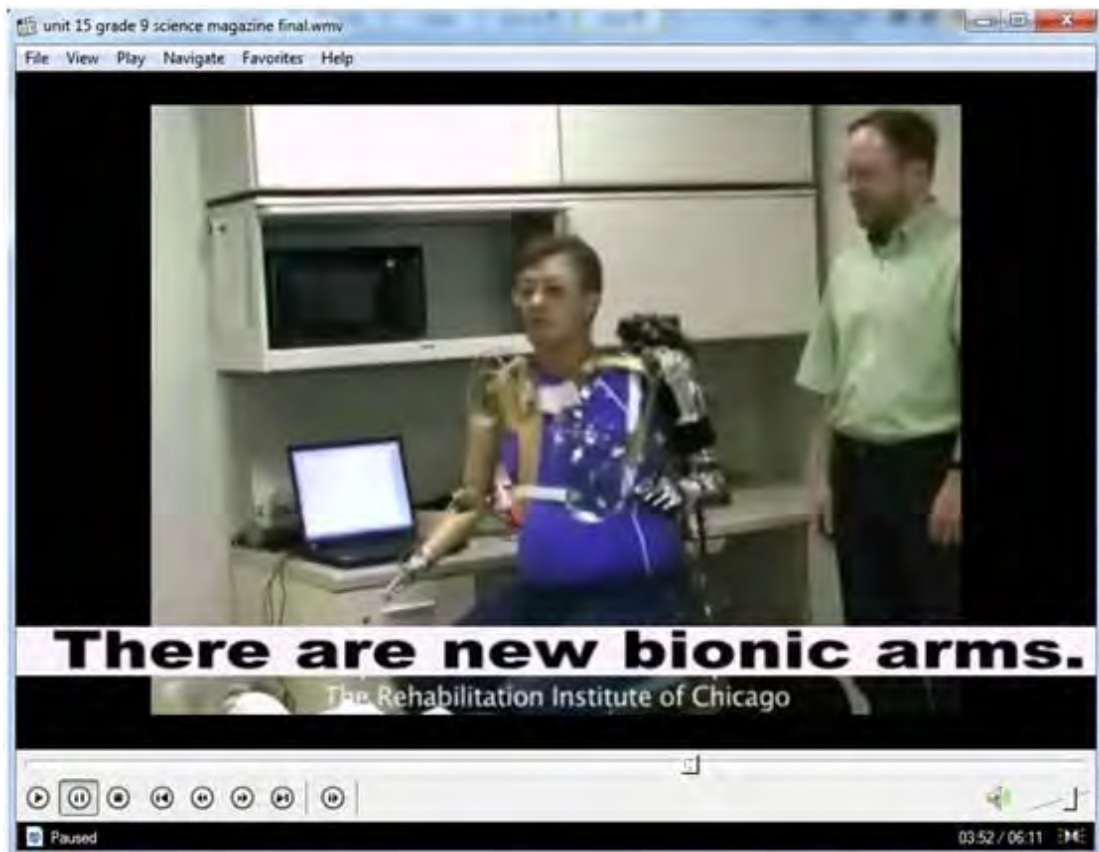 unit 15 grade 9 science magazine final.wmv
File View Play Navigate Favorites Help
There are new bionic arms.
The Rehabilitation Institute of Chicago
Paused
03:52 / 06:11